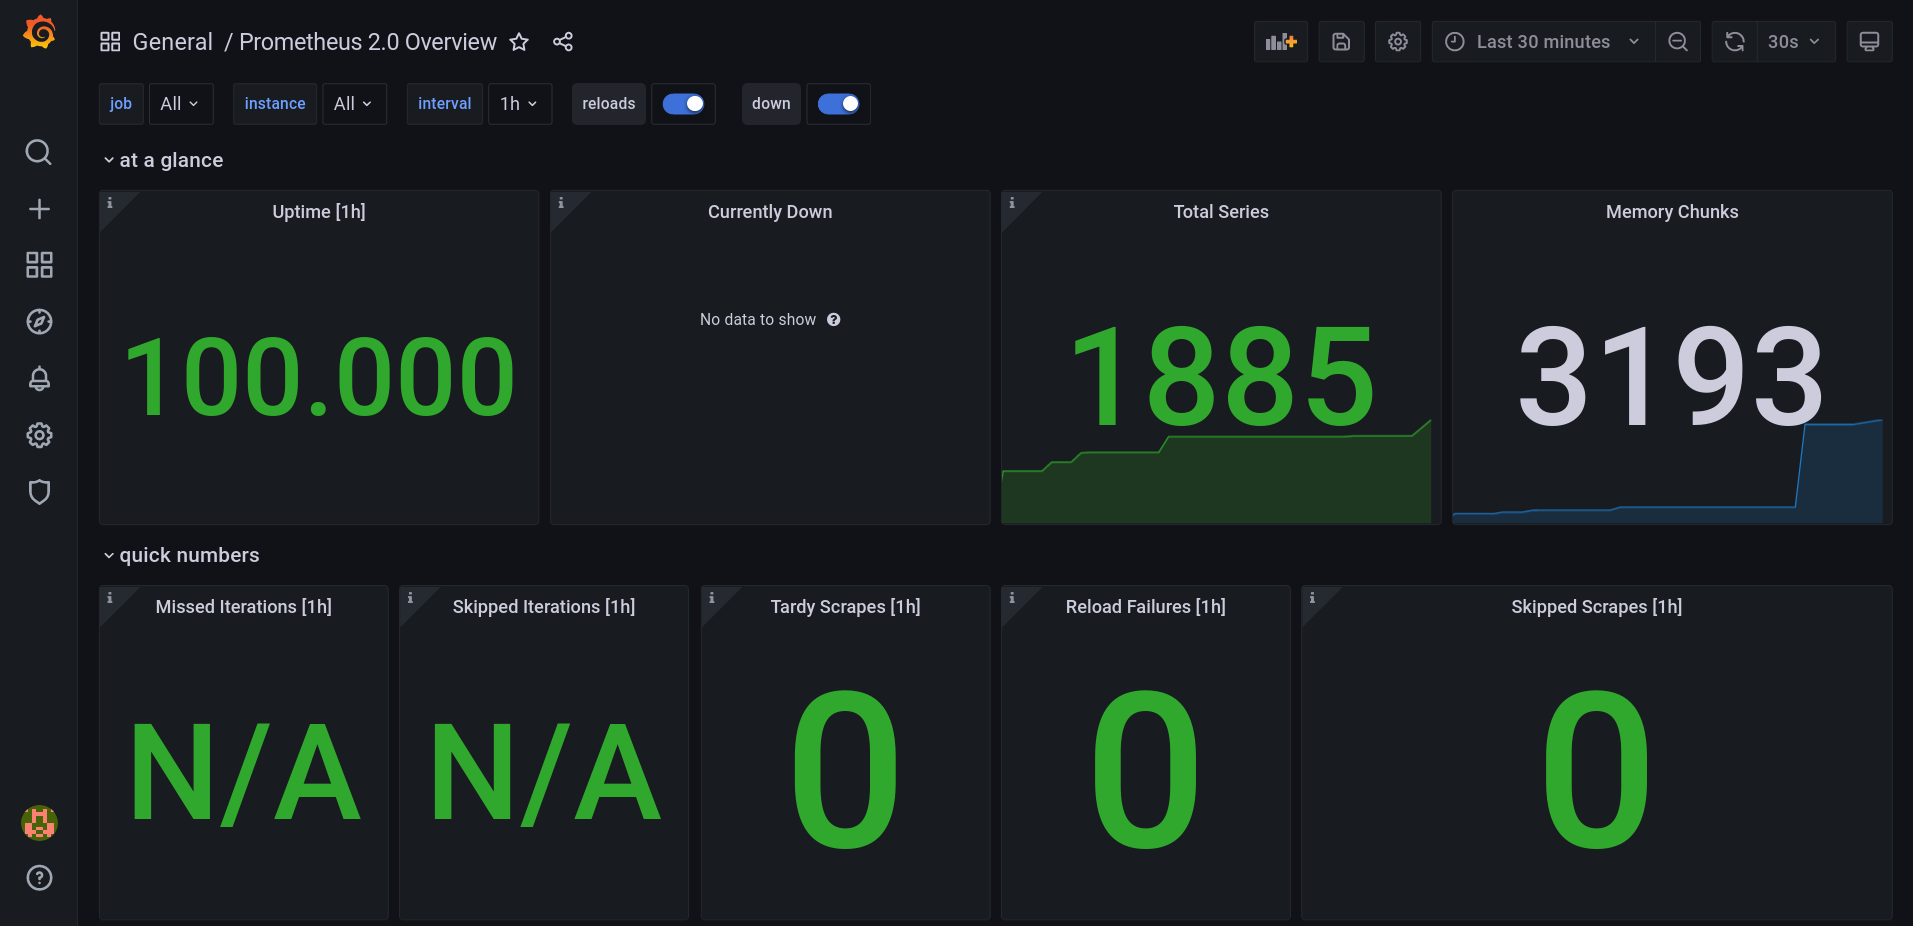 General / Prometheus 2.0 Overview
Last 30 minutes
30s
job All instance All interval 1h reloads down
at a glance
Uptime [1h]
100.000
Currently Down
No data to show
Total Series
1885
Memory Chunks
3193
quick numbers
Missed Iterations [1h]
N/A
Skipped Iterations [1h]
N/A
Tardy Scrapes [1h]
0
Reload Failures [1h]
0
Skipped Scrapes [1h]
0